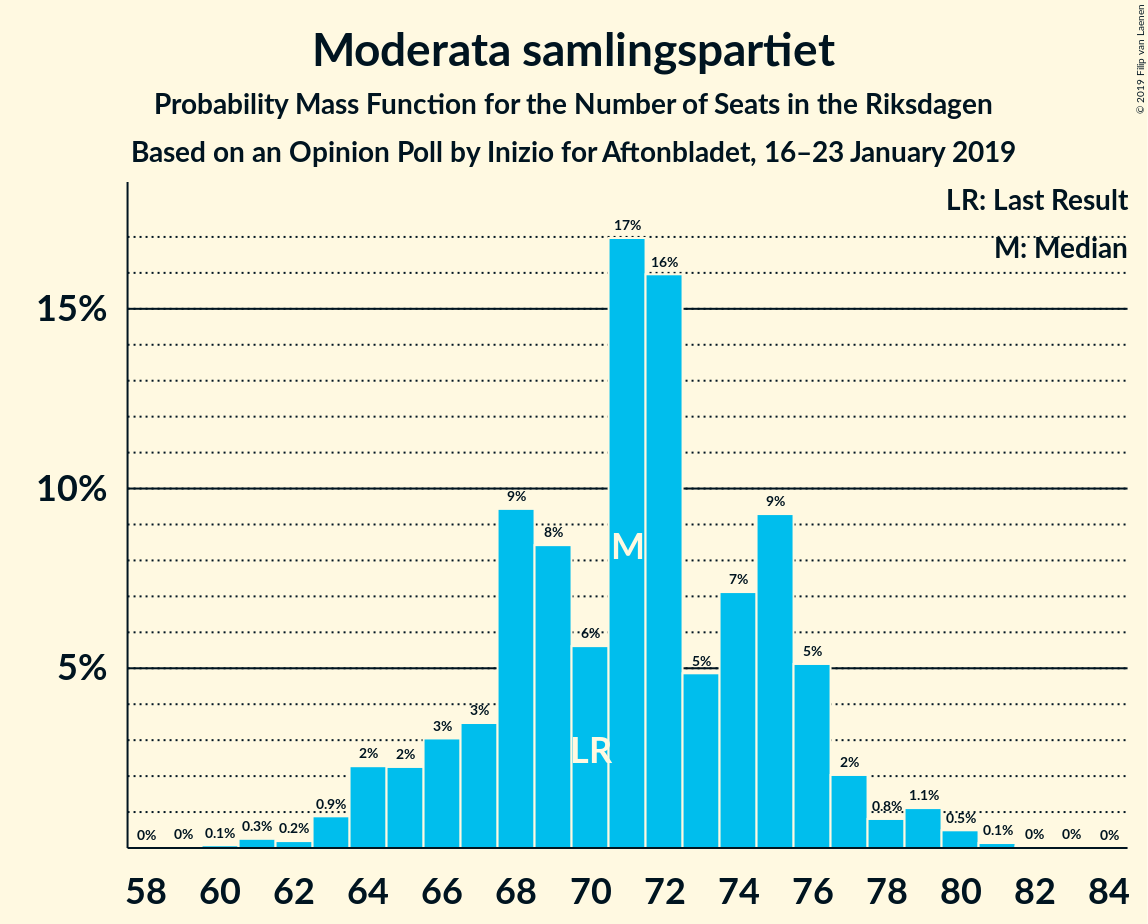 Moderata samlingspartiet
Probability Mass Function for the Number of Seats in the Riksdagen
Based on an Opinion Poll by Inizio for Aftonbladet, 16–23 January 2019
© 2019 Filip van Laenen
LR: Last Result
M: Median
15%
10%
5%
0% 0% 0.1% 0.3% 0.2% 0.9% 2% 2% 3% 3% 9% 8% 6% 17% 16% 5% 7% 9% 5% 2% 0.8% 1.1% 0.5% 0.1% 0% 0% 0%
M
LR
58 60 62 64 66 68 70 72 74 76 78 80 82 84